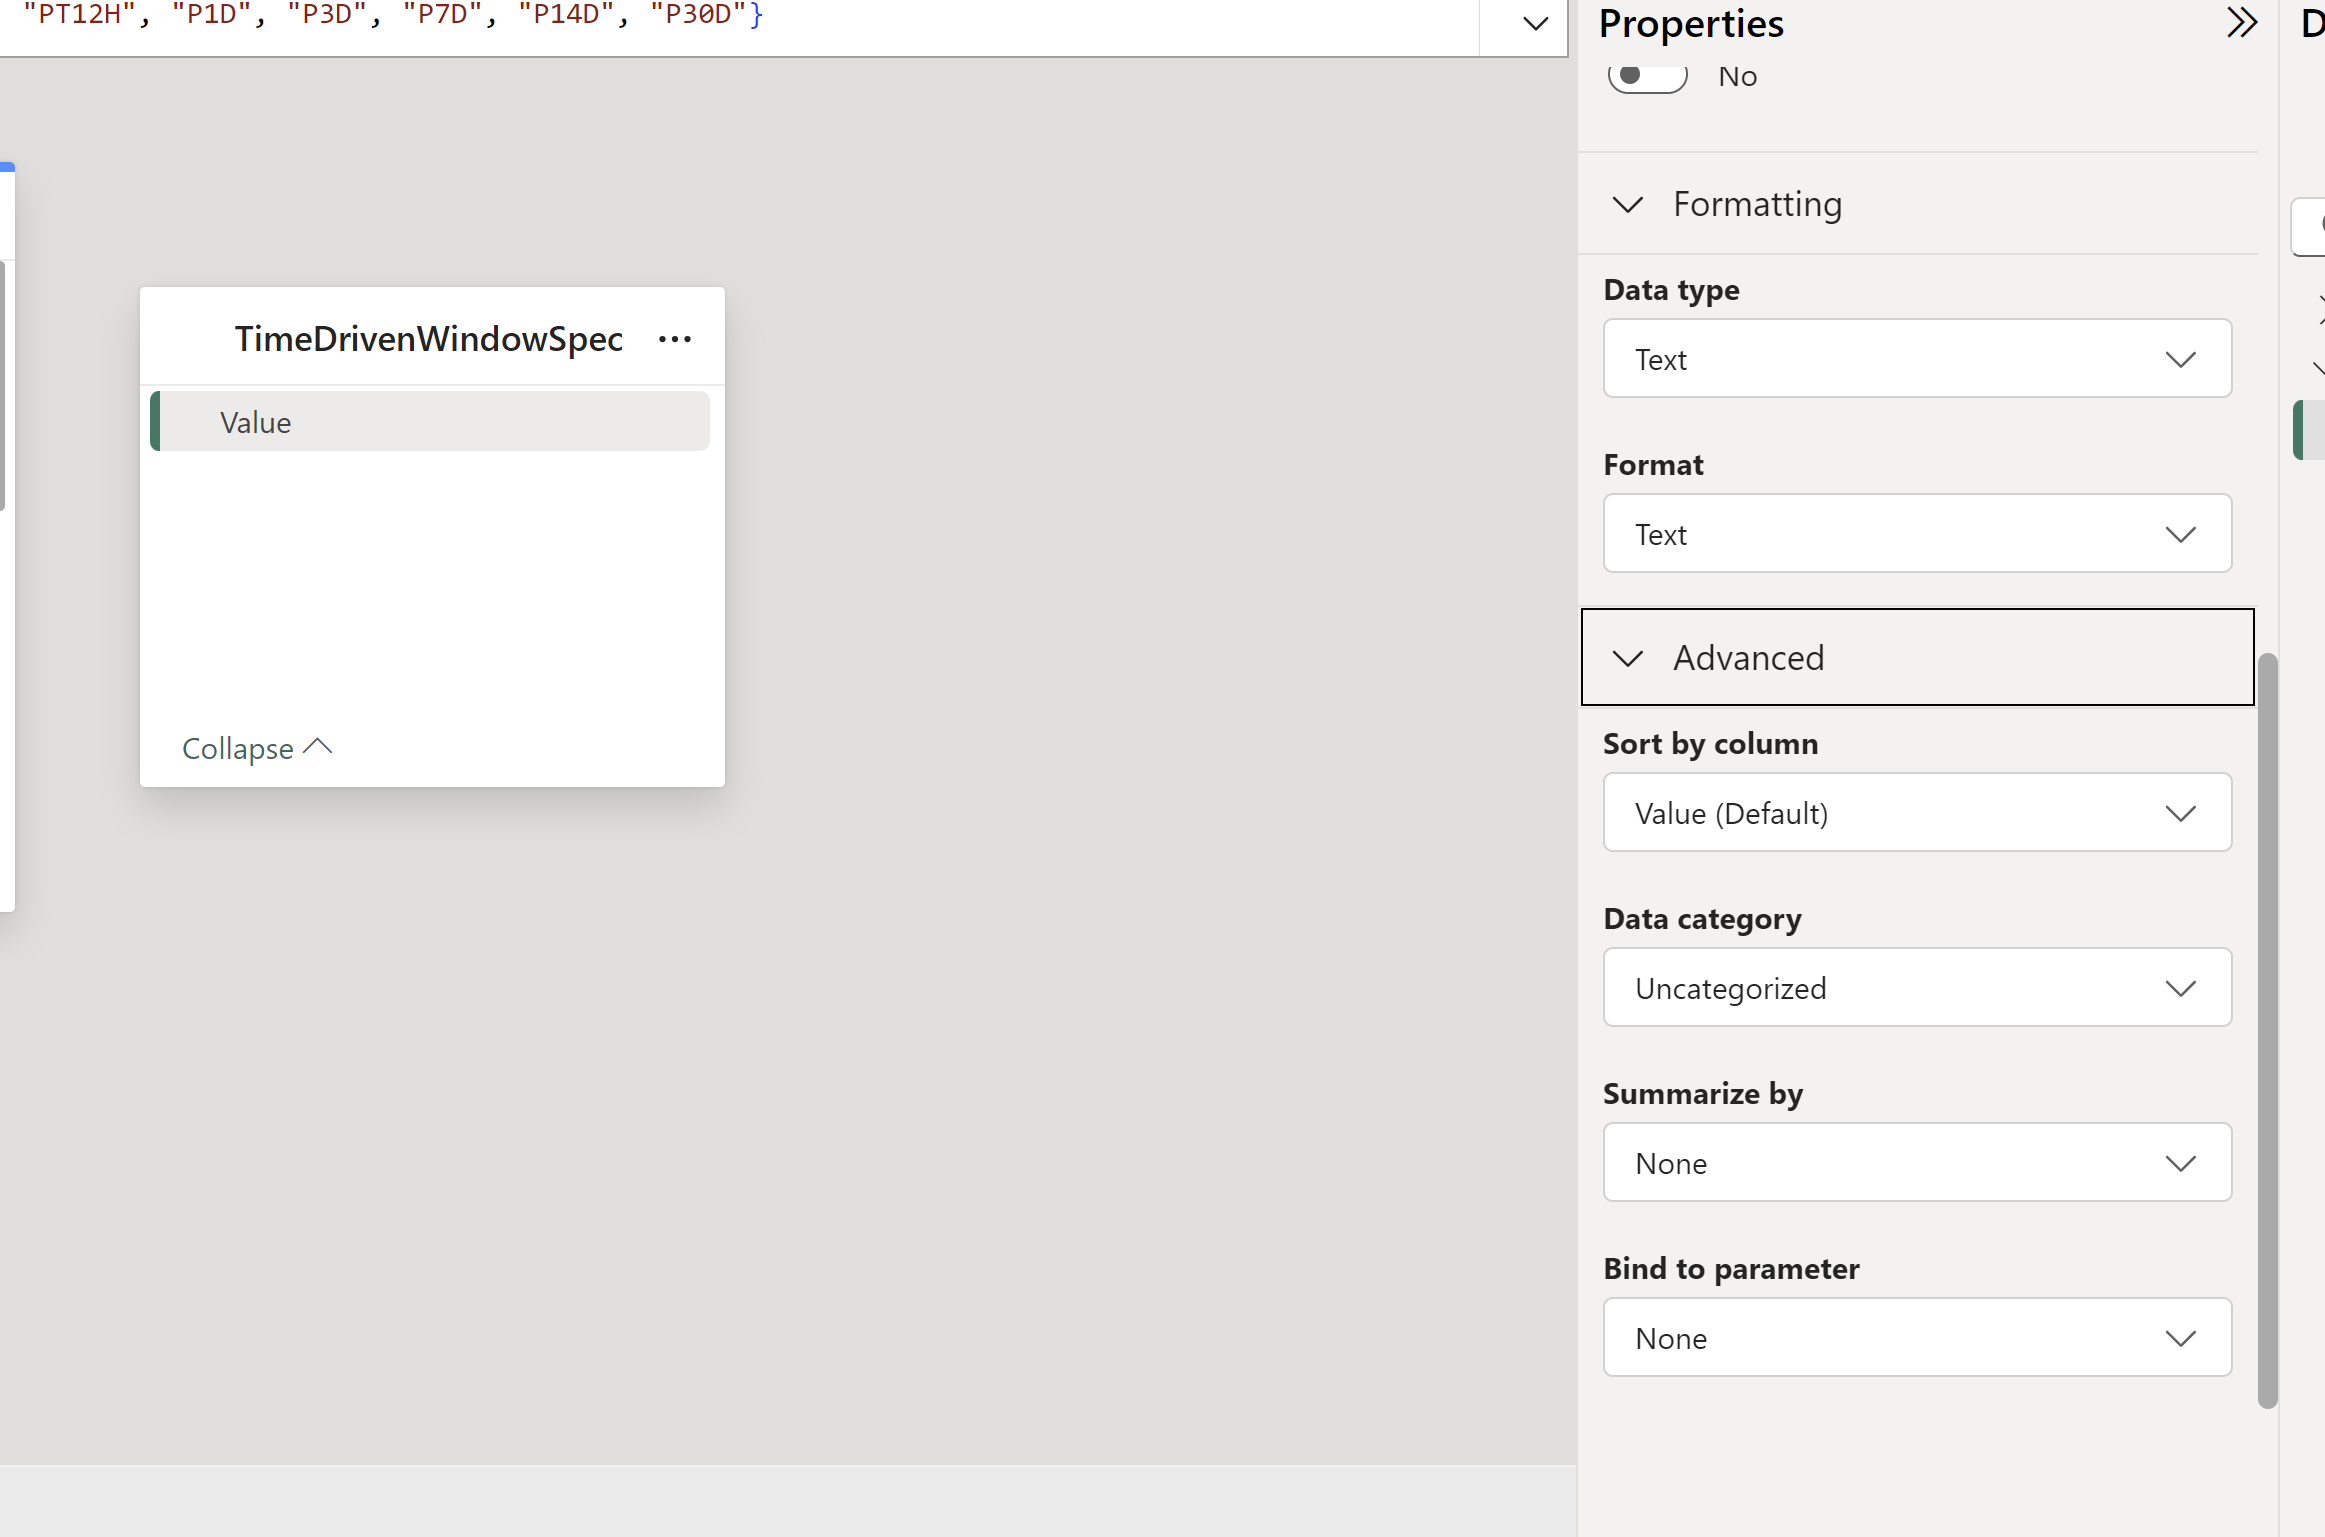 "PT12H", "P1D", "P3D", "P7D", "P14D", "P30D"}
TimeDrivenWindowSpec
Value
Collapse
Properties
No
Formatting
Data type
Text
Format
Text
Advanced
Sort by column
Value (Default)
Data category
Uncategorized
Summarize by
None
Bind to parameter
None